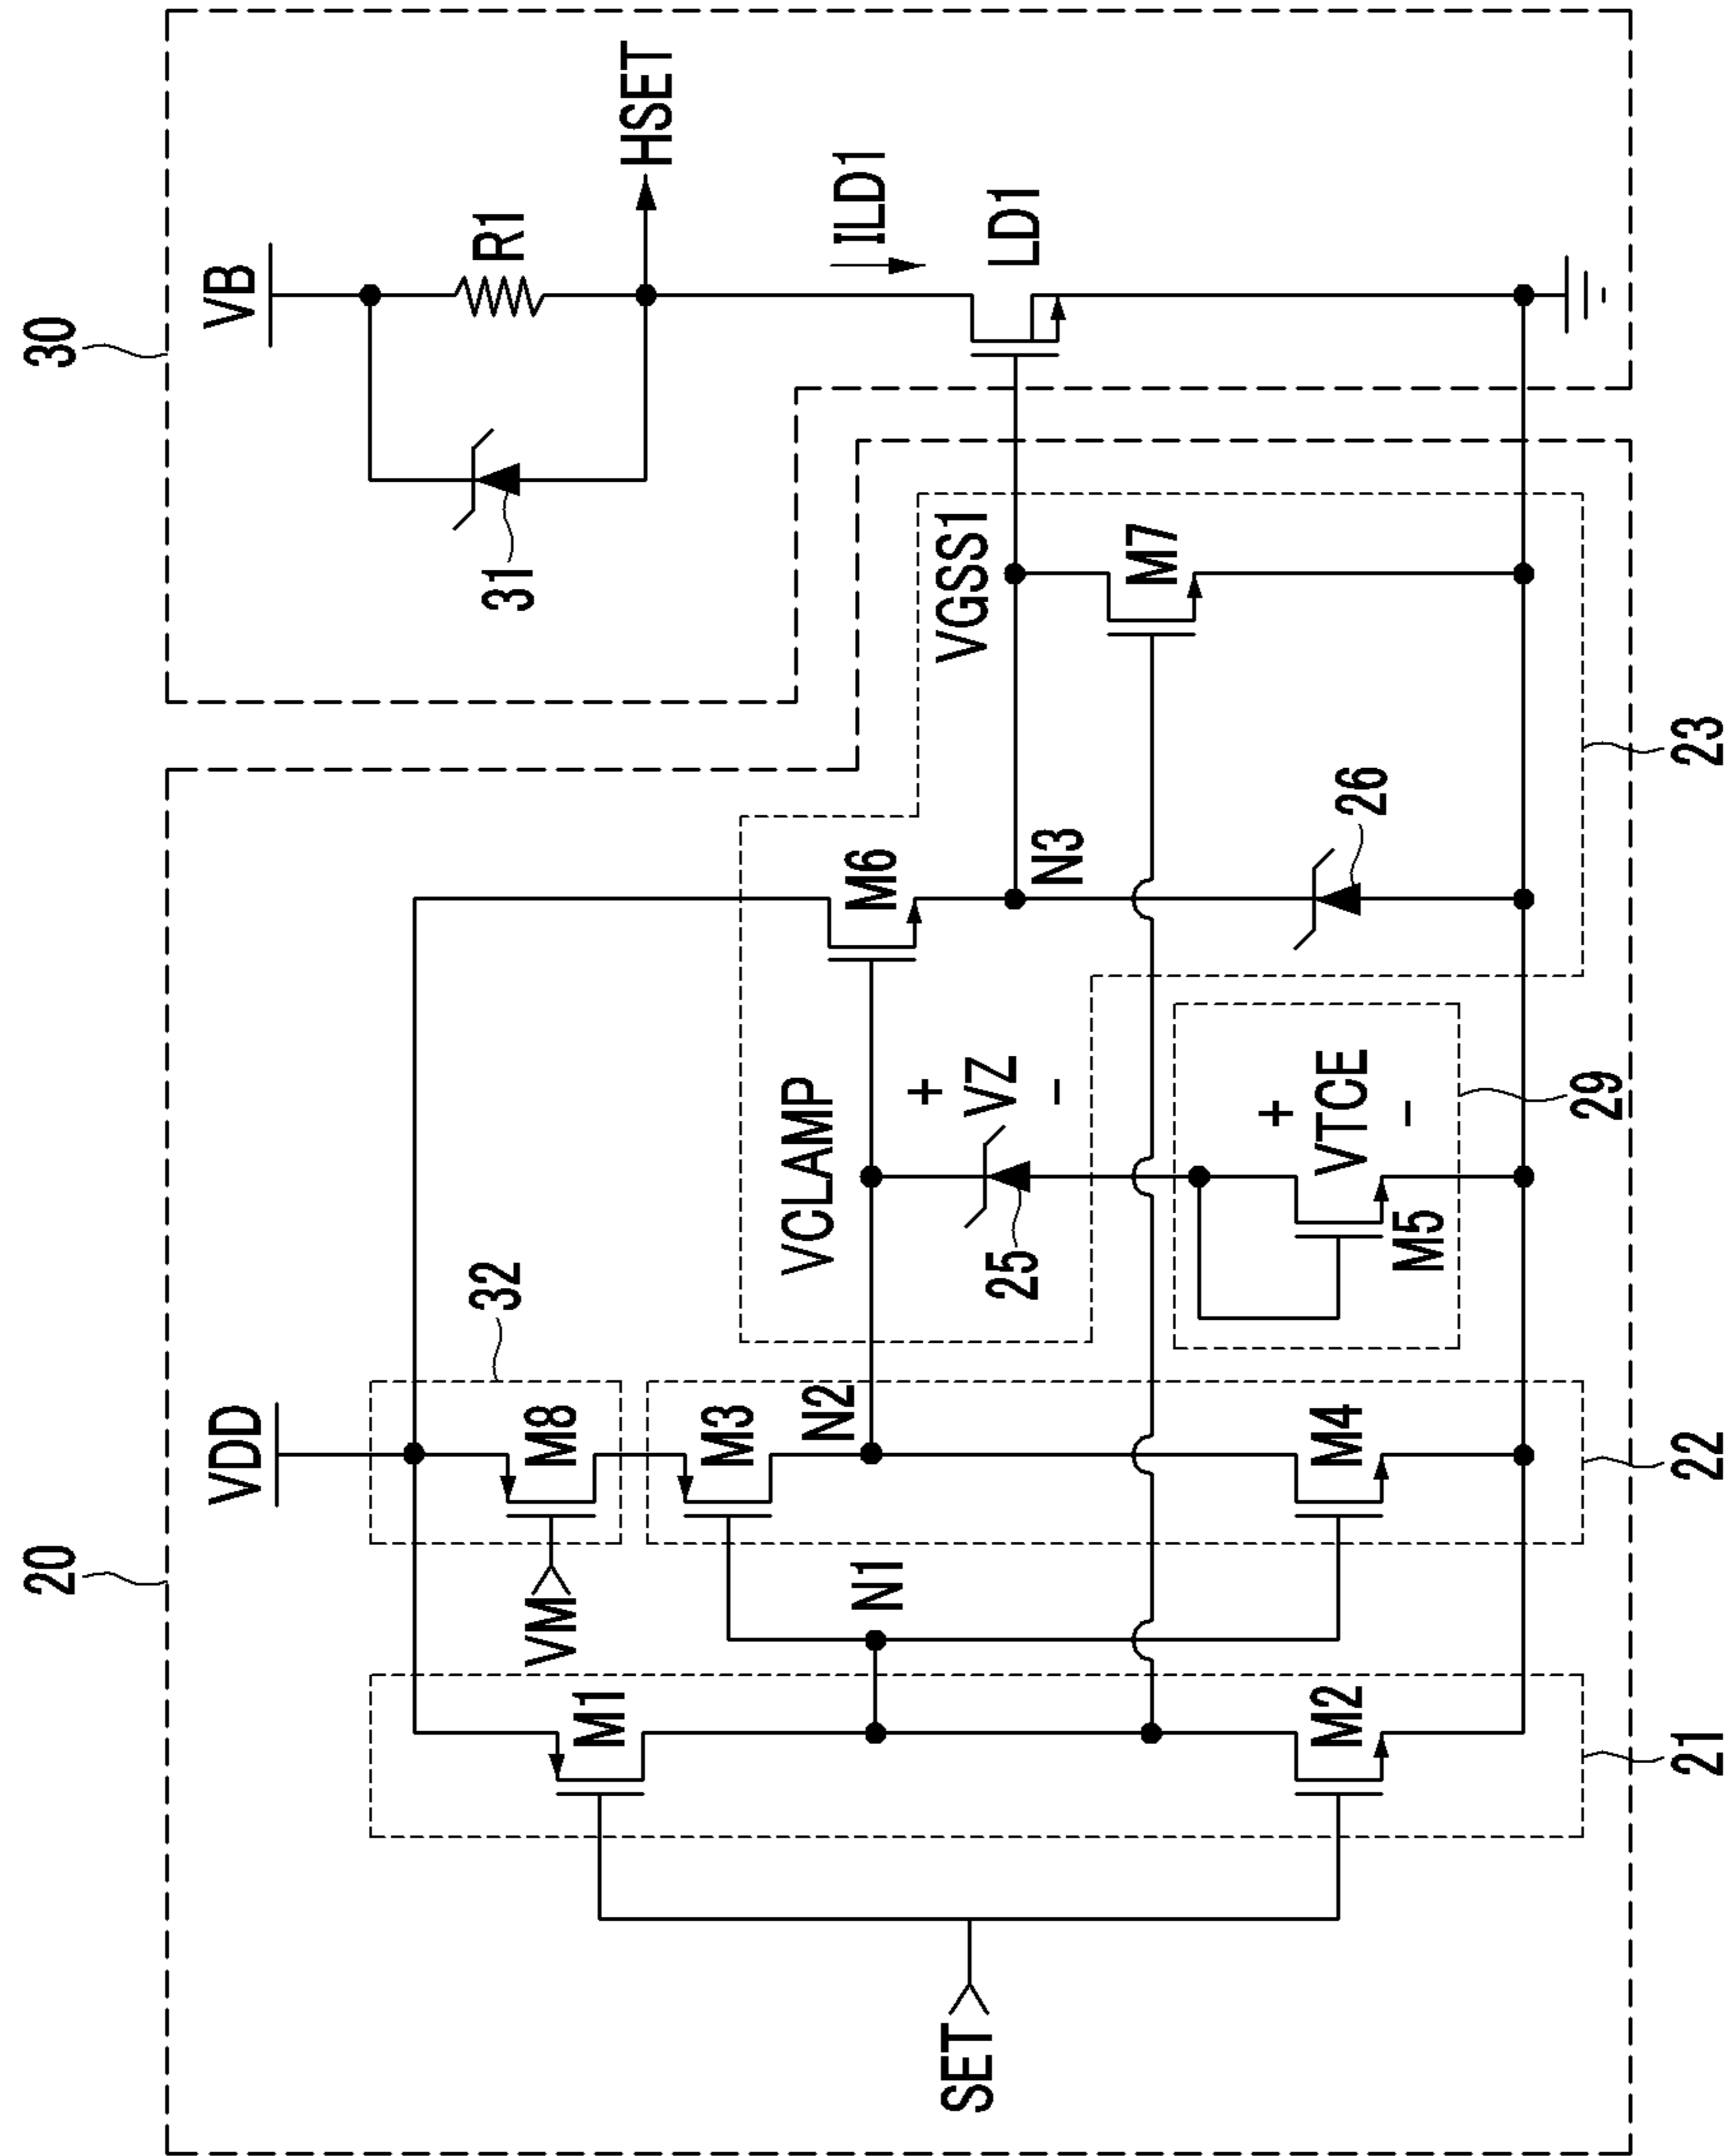 30
VB
R1
HSET
31
ILD1
LD1
20
VDD
32
M8
VM
M3
N2
M1
N1
SET
M2
M4
21
22
VCLAMP
M6
+
VZ
-
25
N3
VGSS1
M7
+
VTCE
-
M5
29
26
23